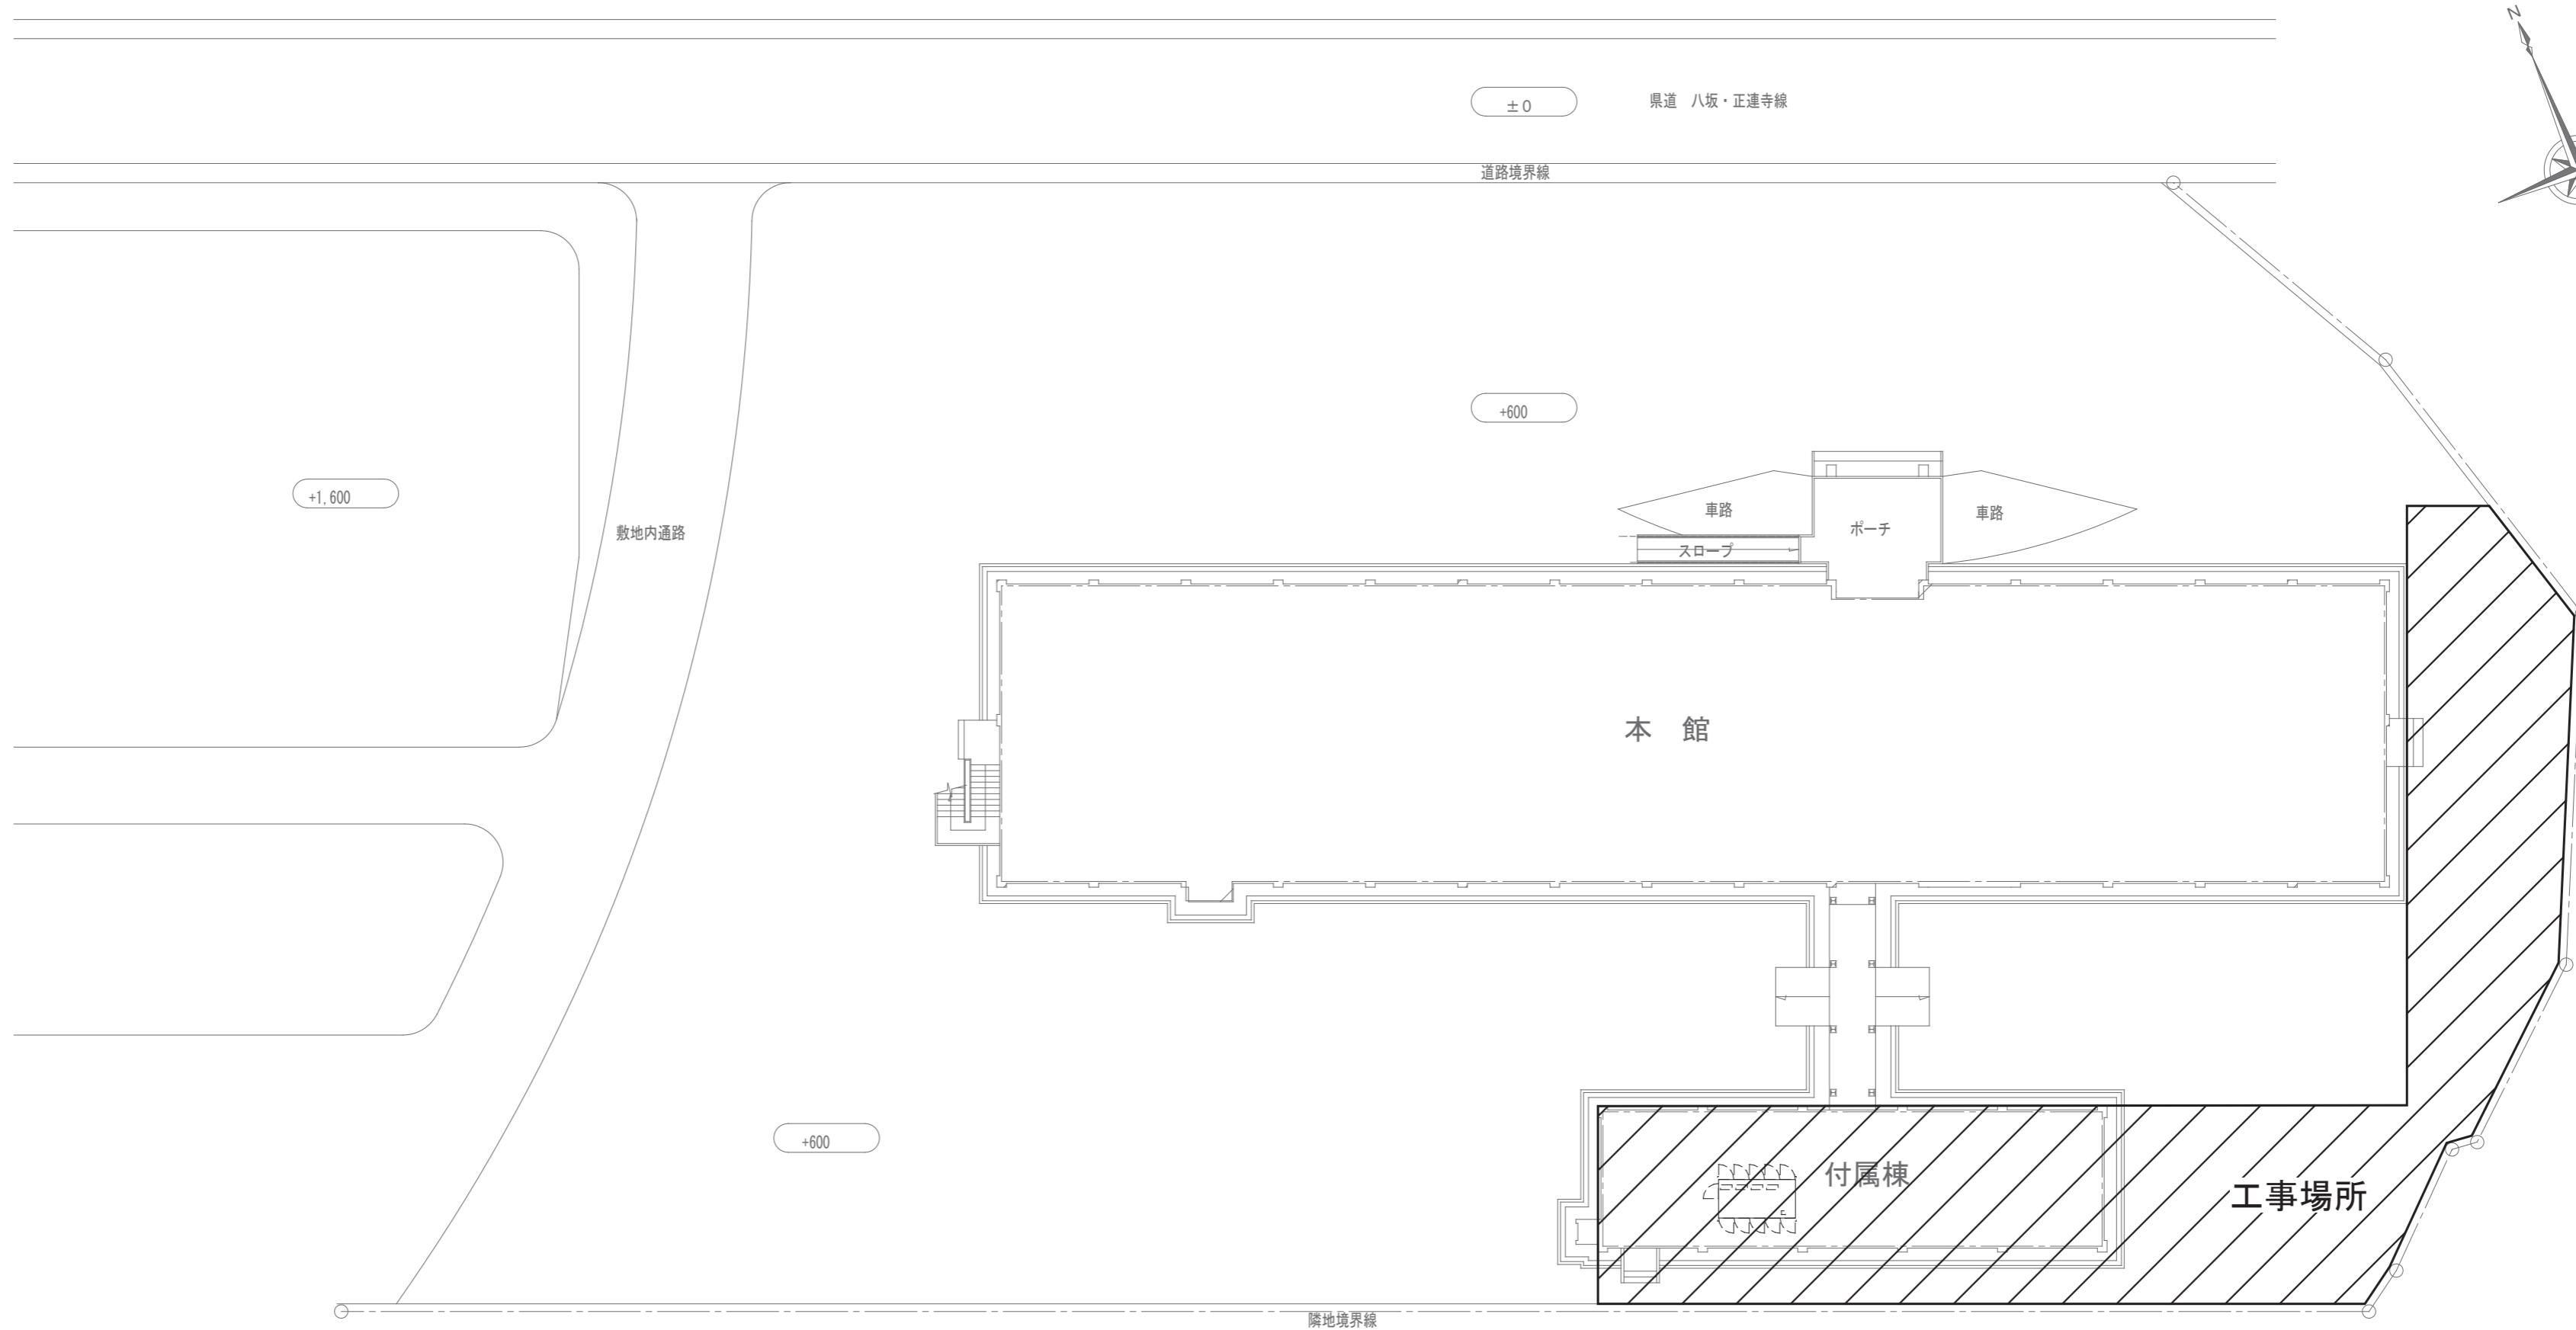 N
±0
県道 八坂・正連寺線
道路境界線
+600
+1,600
敷地内通路
車路
ポーチ
車路
スロープ
本 館
+600
付属棟
工事場所
隣地境界線